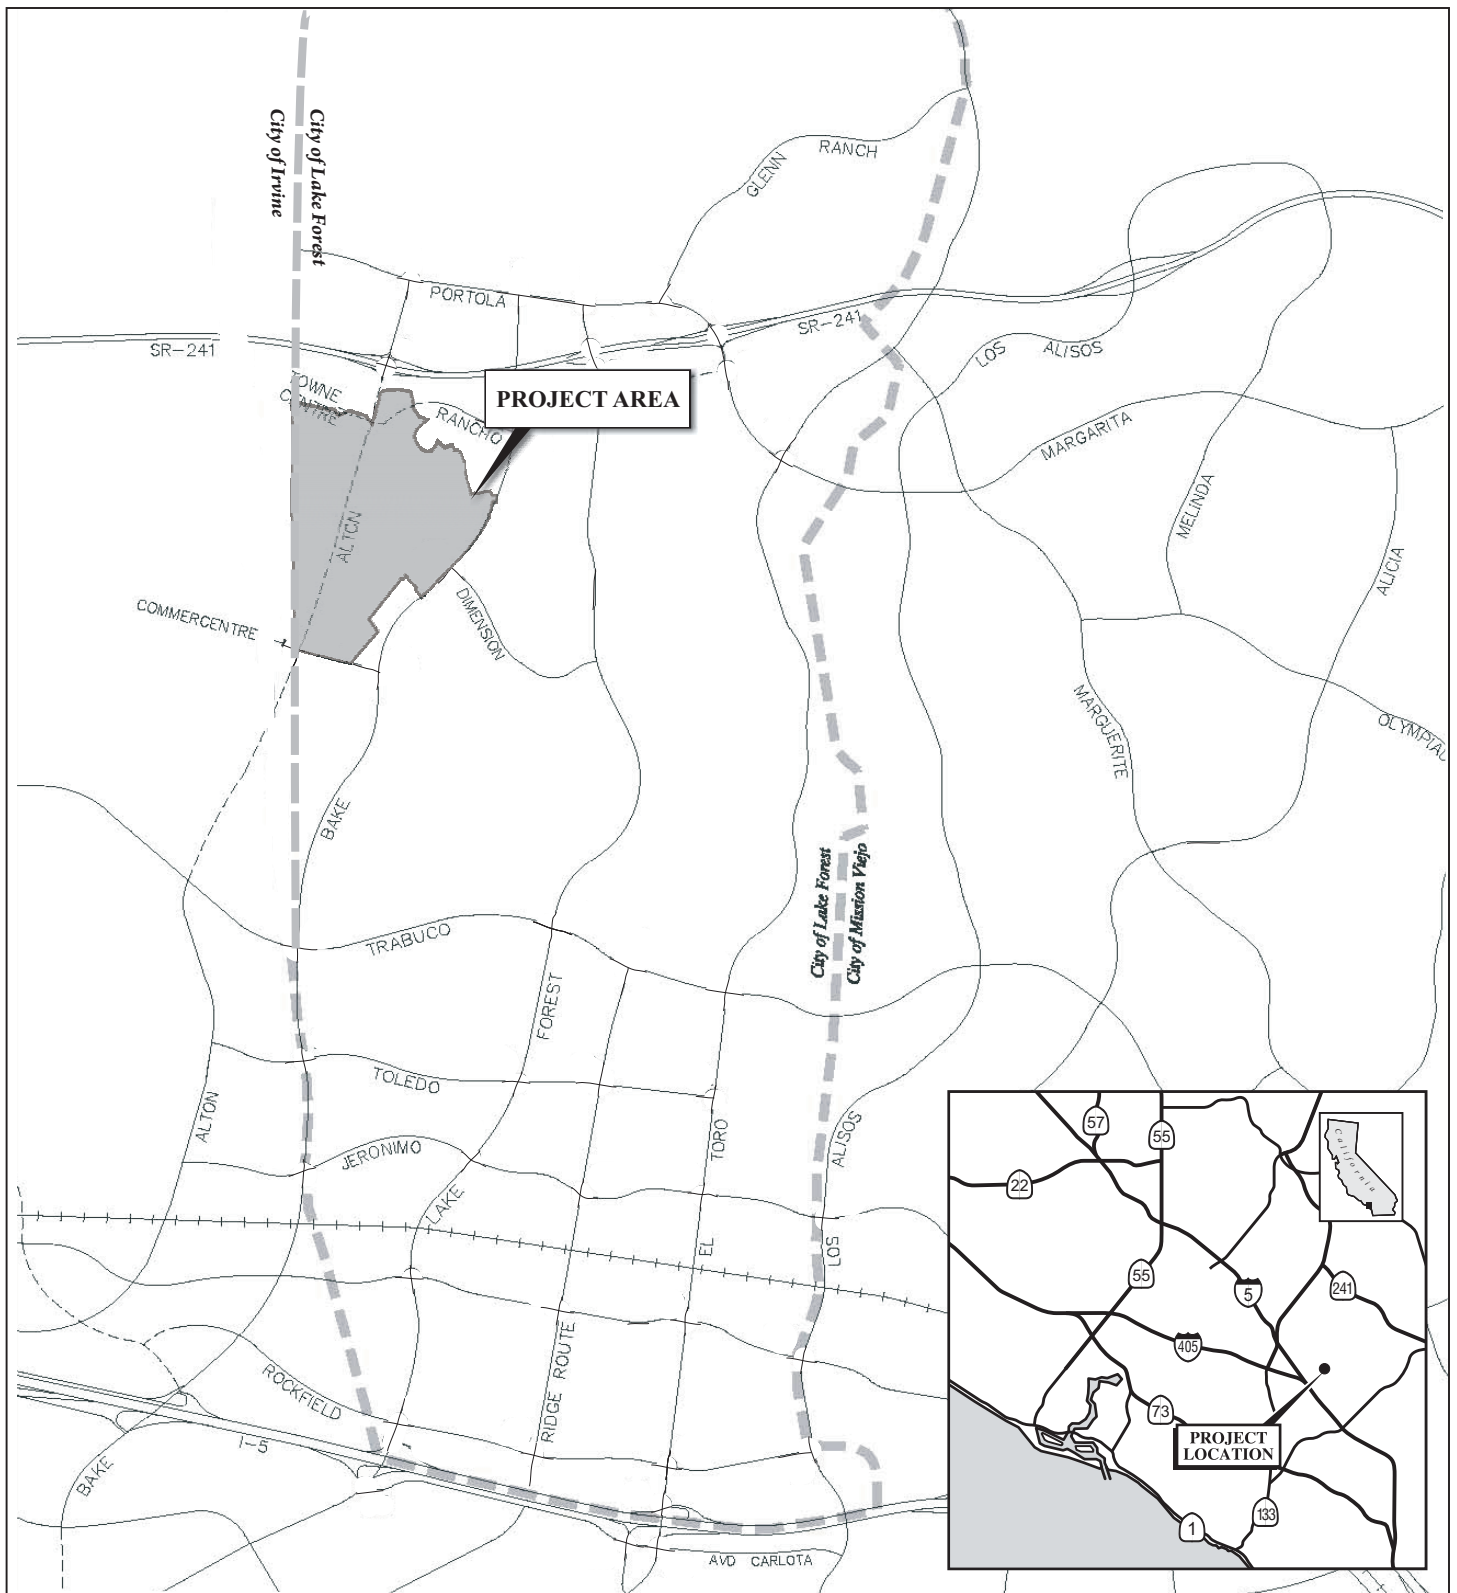 City of Lake Forest
City of Irvine
GLENN
RANCH
PORTOLA
SR-241
SR-241
TOWNE
CENTRE
RANCHO
PROJECT AREA
LOS
ALISOS
MARGARITA
MELINDA
ALICIA
ALTON
COMMERCENTRE
DIMENSION
MARGUERITE
BAKE
City of Lake Forest
City of Mission Viejo
TRABUCO
FOREST
TOLEDO
ALTON
JERONIMO
LAKE
TORO
EL
ALISOS
LOS
RIDGE ROUTE
ROCKFIELD
I-5
BAKE
AVD CARLOTA
57
55
22
California
55
5
241
405
73
PROJECT
LOCATION
133
1